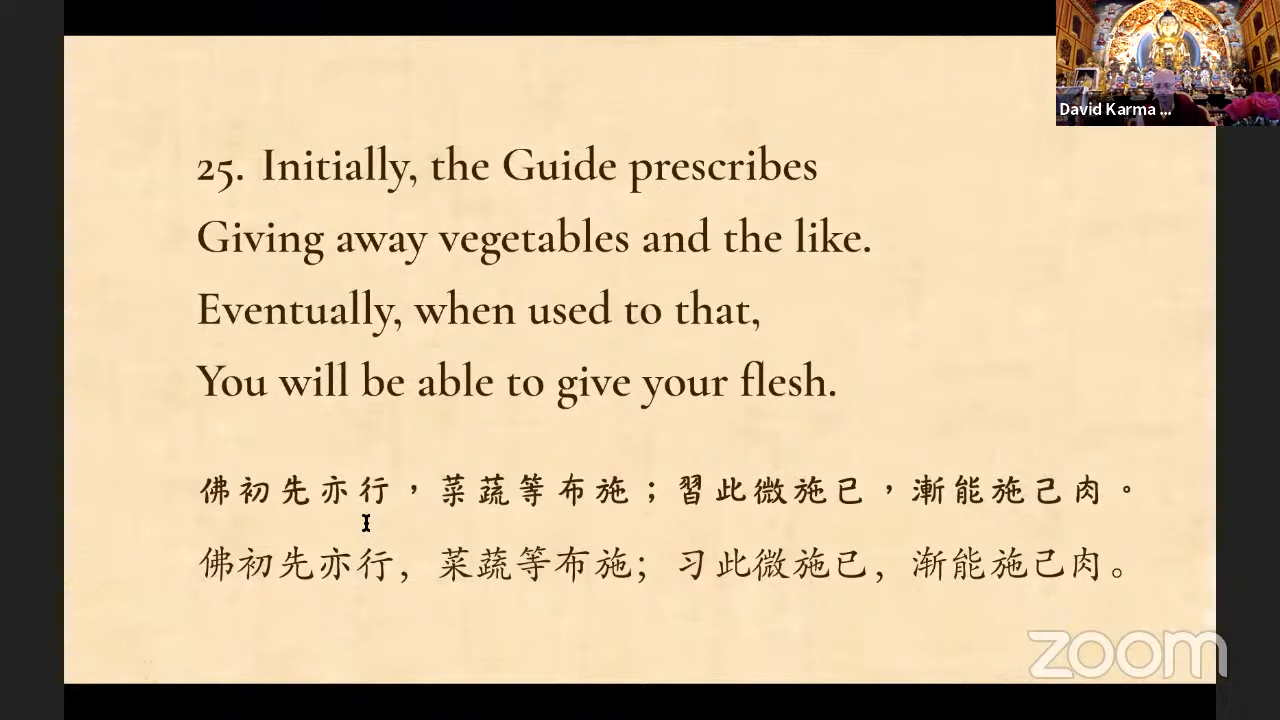 David Karma ...
25. Initially, the Guide prescribes
Giving away vegetables and the like.
Eventually, when used to that,
You will be able to give your flesh.
佛初先亦行，菜蔬等布施；習此微施已，漸能施己肉。
佛初先亦行，菜蔬等布施；习此微施已，渐能施己肉。
zoom